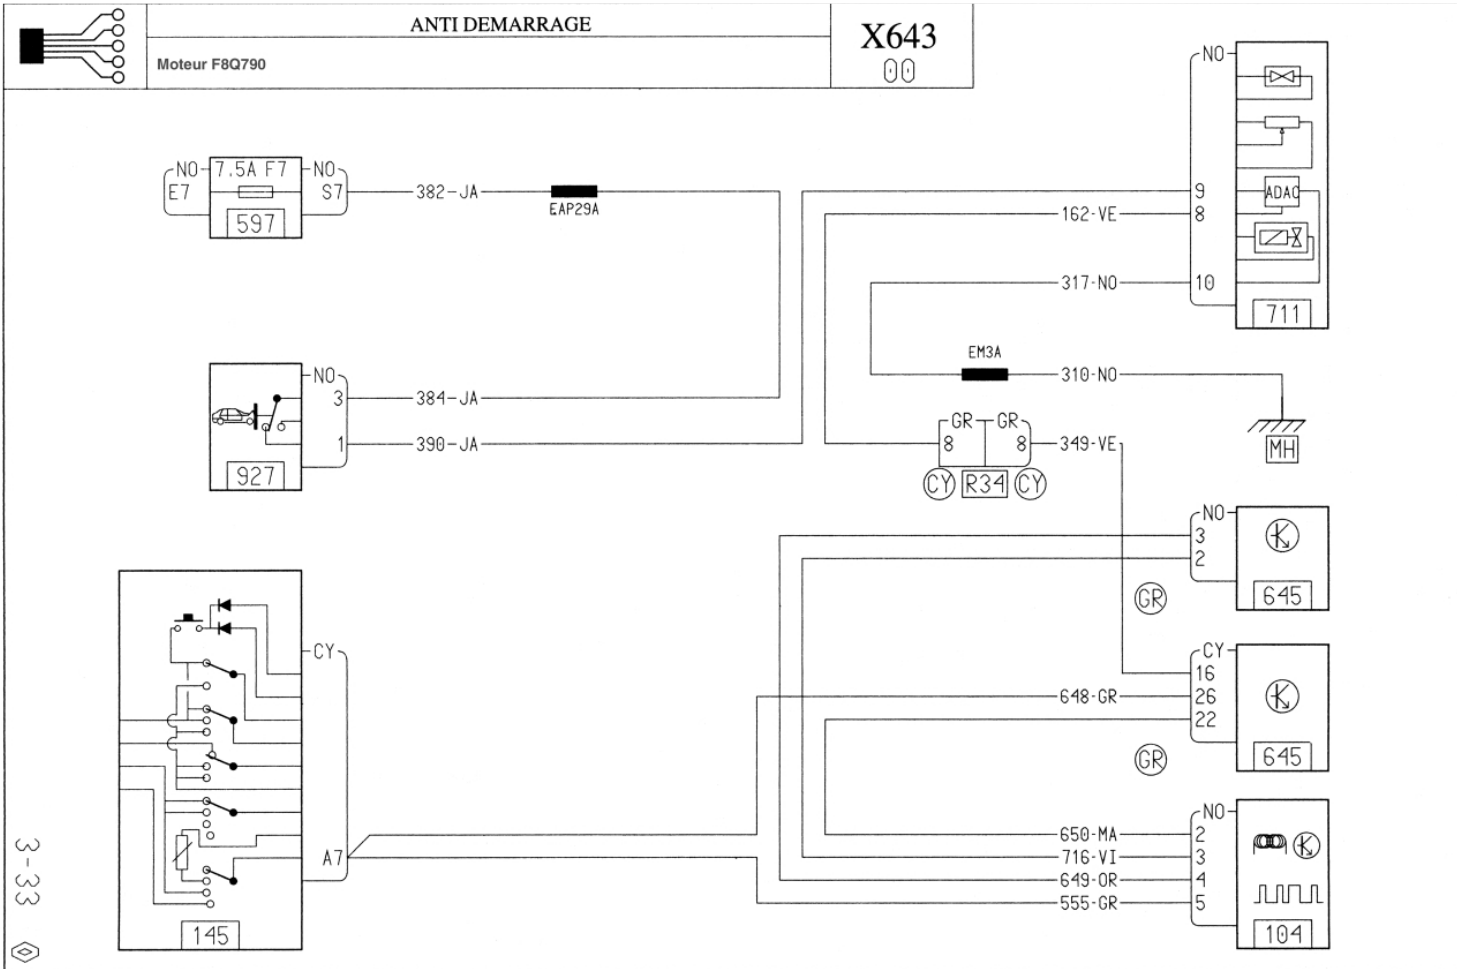 ANTI DEMARRAGE
Moteur F8Q790
X643
00
NO 7.5A F7 NO
E7 S7
597
382-JA
EAP29A
NO
9
8
10
ADAC
711
162-VE
317-NO
EM3A
310-NO
MH
NO
3
1
927
384-JA
390-JA
GR GR
8 8
CY R34 CY
349-VE
NO
3
2
645
GR
CY
16
26
22
645
648-GR
GR
CY
A7
145
NO
650-MA 2
716-VI 3
649-OR 4
555-GR 5
104
3-33